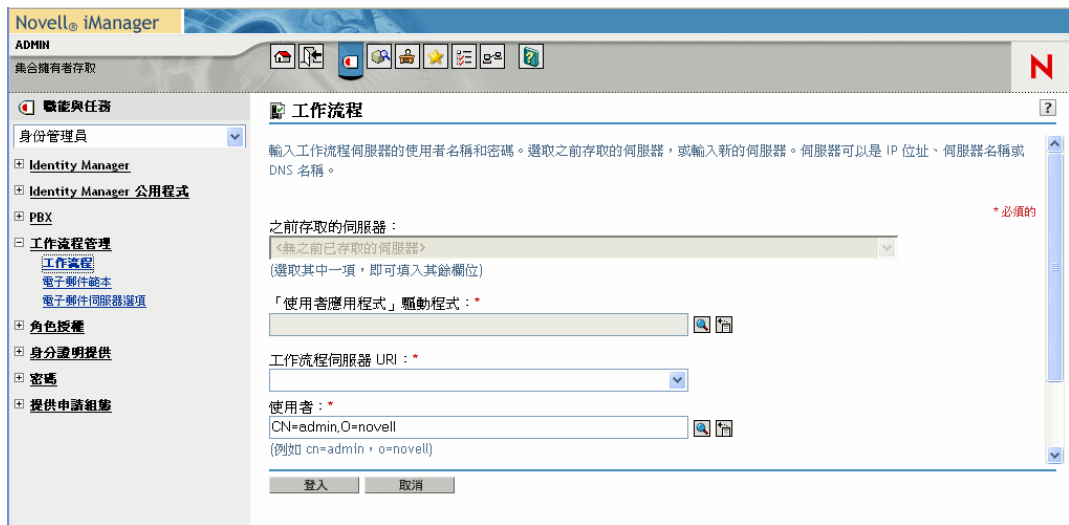 Novell® iManager
ADMIN
集合擁有者存取
N
職能與任務
身份管理員
Identity Manager
Identity Manager 公用程式
PBX
工作流程管理
工作流程
電子郵件範本
電子郵件伺服器選項
角色授權
身分證明提供
密碼
提供申請組態
工作流程
?
輸入工作流程伺服器的使用者名稱和密碼。選取之前存取的伺服器，或輸入新的伺服器。伺服器可以是 IP 位址、伺服器名稱或
DNS 名稱。
*必須的
之前存取的伺服器：
<無之前已存取的伺服器>
(選取其中一項，即可填入其餘欄位)
「使用者應用程式」驅動程式：*
工作流程伺服器 URI：*
使用者：*
CN=admin,O=novell
(例如 cn=admin，o=novell)
登入
取消